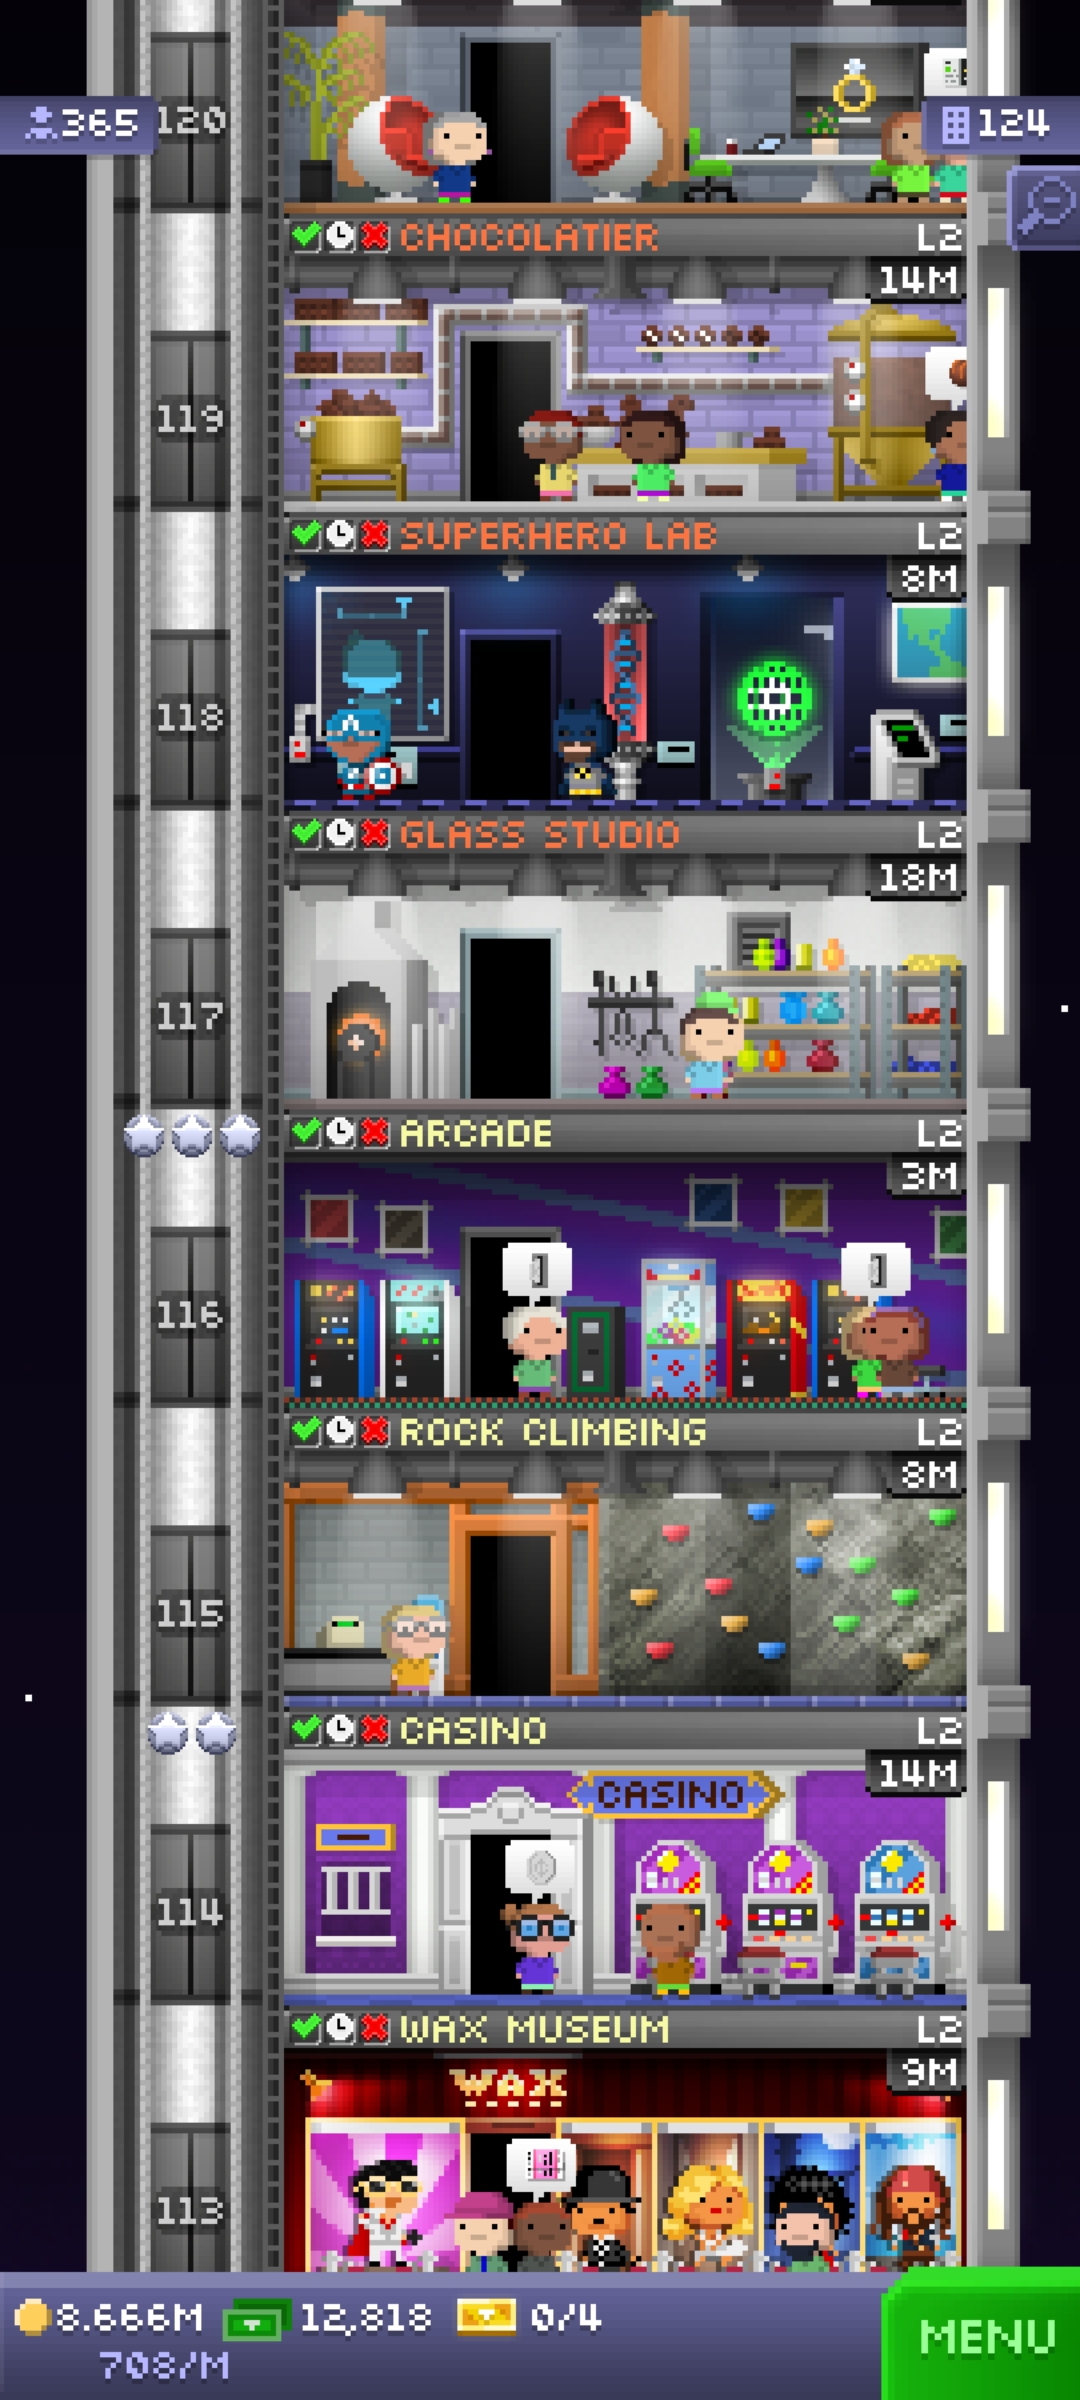 365
120
124
CHOCOLATIER L2
14M
119
SUPERHERO LAB L2
8M
118
GLASS STUDIO L2
18M
117
ARCADE L2
3M
116
ROCK CLIMBING L2
8M
115
CASINO L2
14M
CASINO
114
WAX MUSEUM L2
9M
WAX
113
8.666M 12,818 0/4
708/M
MENU